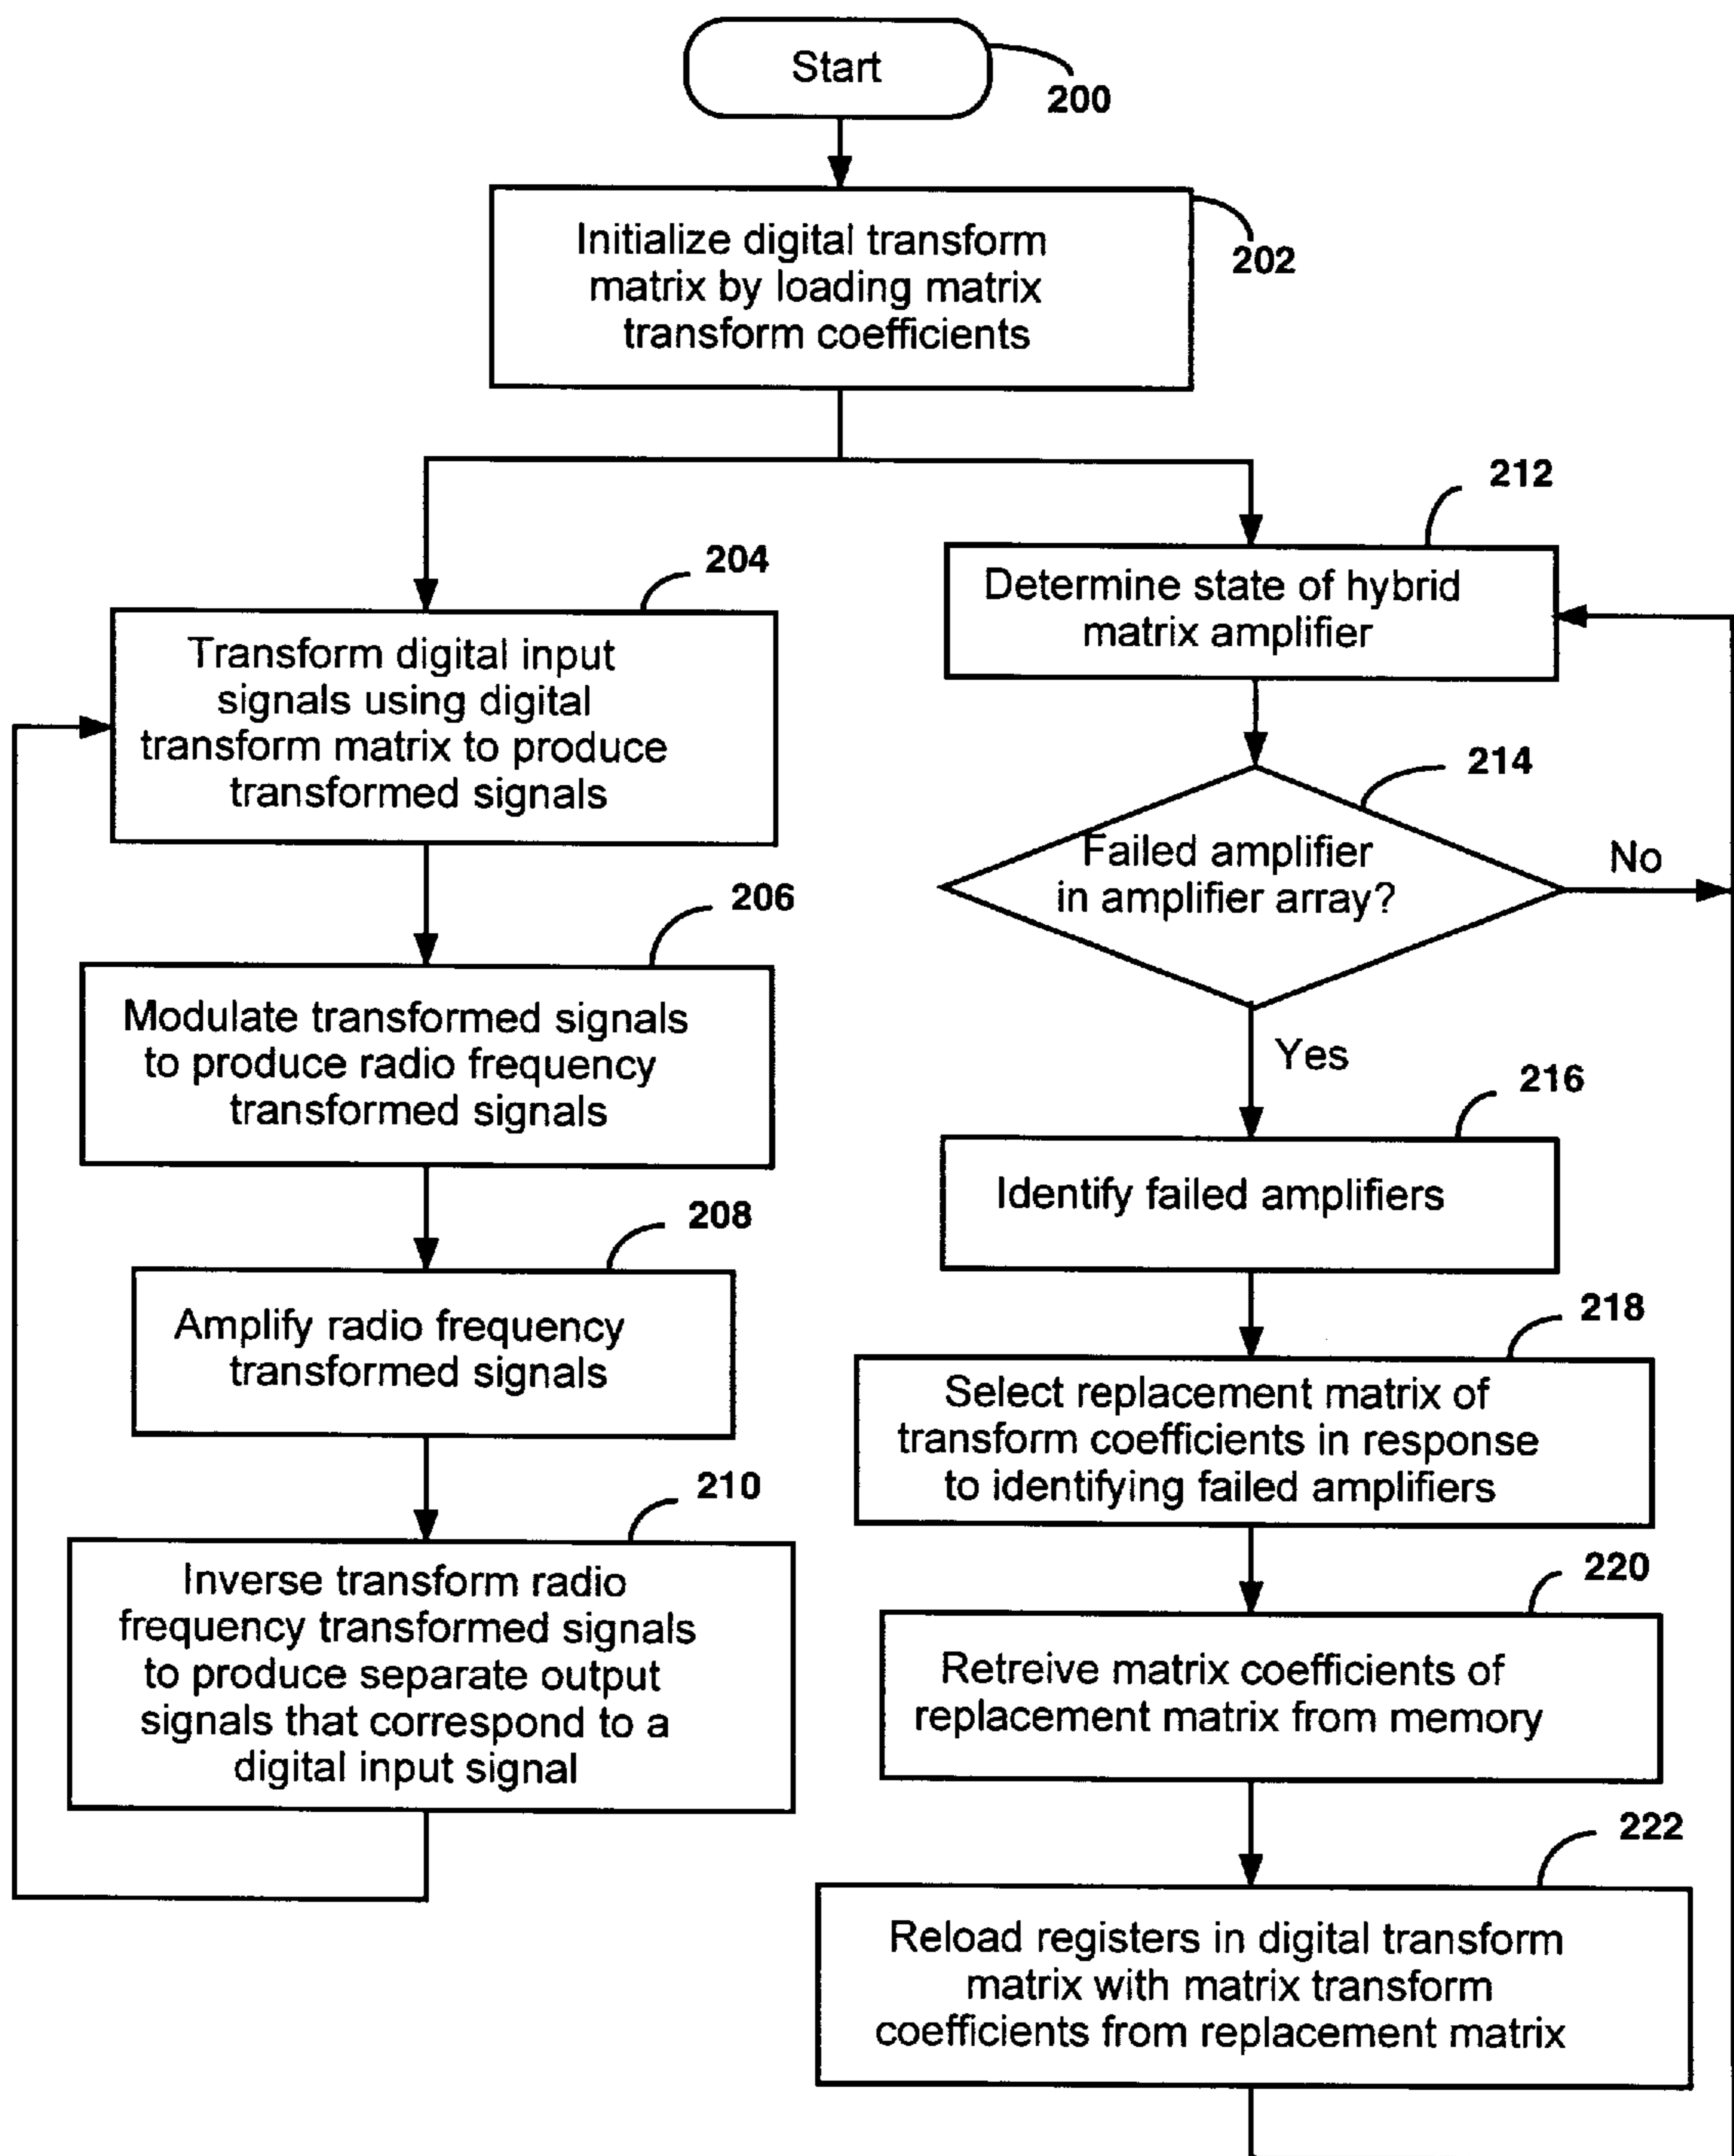 Start
200
Initialize digital transform
matrix by loading matrix
transform coefficients
202
204
Transform digital input
signals using digital
transform matrix to produce
transformed signals
206
Modulate transformed signals
to produce radio frequency
transformed signals
208
Amplify radio frequency
transformed signals
210
Inverse transform radio
frequency transformed signals
to produce separate output
signals that correspond to a
digital input signal
212
Determine state of hybrid
matrix amplifier
214
Failed amplifier
in amplifier array?
No
Yes
216
Identify failed amplifiers
218
Select replacement matrix of
transform coefficients in response
to identifying failed amplifiers
220
Retreive matrix coefficients of
replacement matrix from memory
222
Reload registers in digital transform
matrix with matrix transform
coefficients from replacement matrix